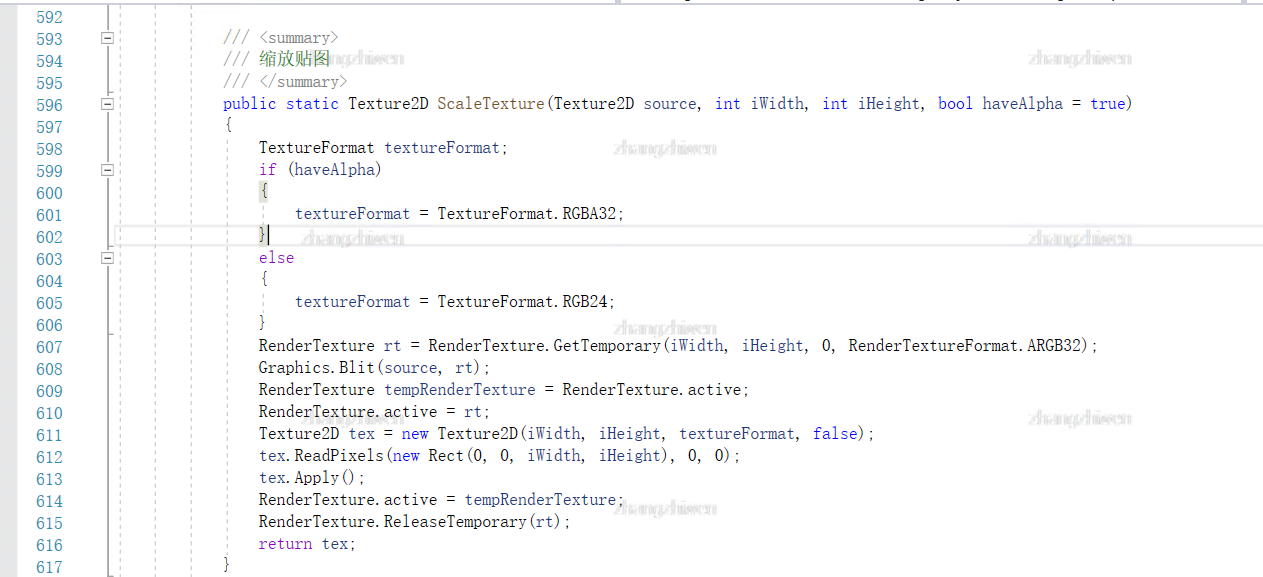 592
593 /// <summary>
594 /// 缩放贴图
595 /// </summary>
596 public static Texture2D ScaleTexture(Texture2D source, int iWidth, int iHeight, bool haveAlpha = true)
597 {
598 TextureFormat textureFormat;
599 if (haveAlpha)
600 {
601 textureFormat = TextureFormat.RGBA32;
602 }
603 else
604 {
605 textureFormat = TextureFormat.RGB24;
606 }
607 RenderTexture rt = RenderTexture.GetTemporary(iWidth, iHeight, 0, RenderTextureFormat.ARGB32);
608 Graphics.Blit(source, rt);
609 RenderTexture tempRenderTexture = RenderTexture.active;
610 RenderTexture.active = rt;
611 Texture2D tex = new Texture2D(iWidth, iHeight, textureFormat, false);
612 tex.ReadPixels(new Rect(0, 0, iWidth, iHeight), 0, 0);
613 tex.Apply();
614 RenderTexture.active = tempRenderTexture;
615 RenderTexture.ReleaseTemporary(rt);
616 return tex;
617 }